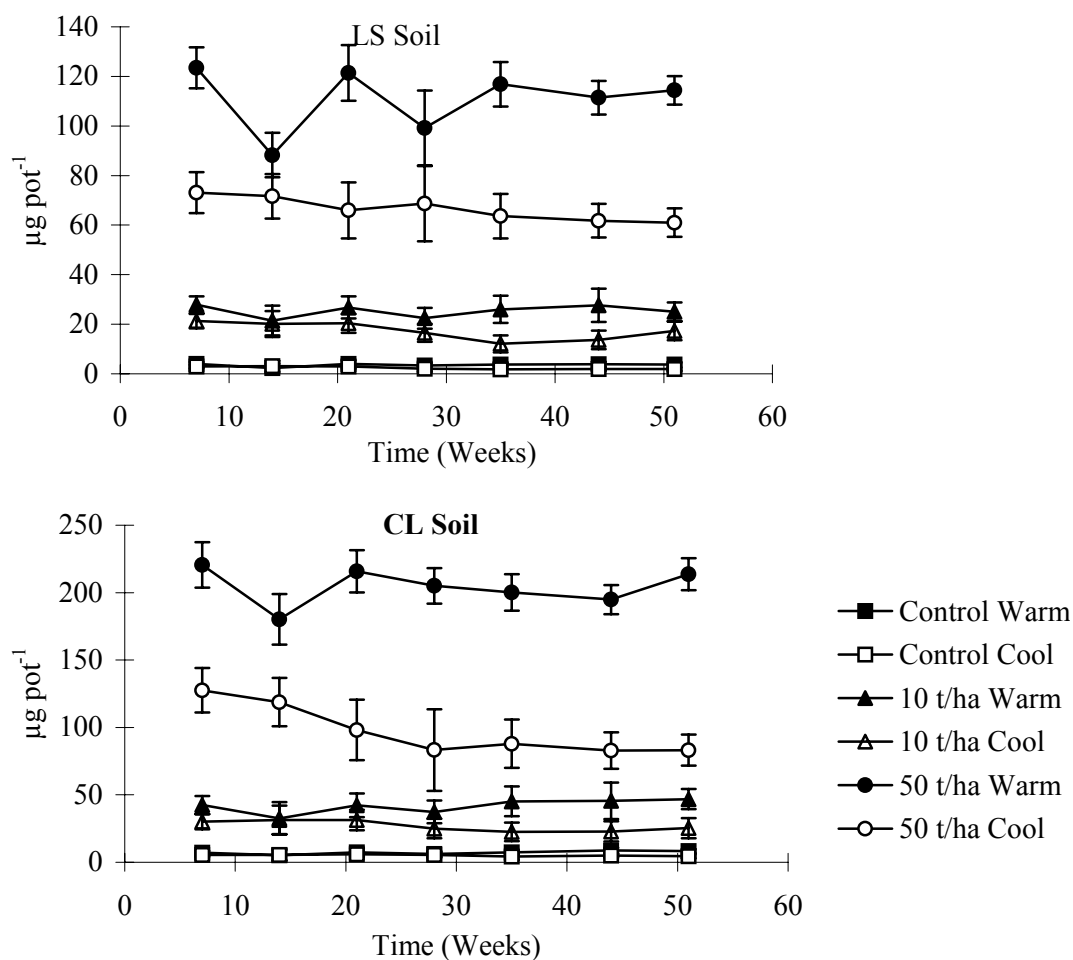 LS Soil
µg pot⁻¹
140
120
100
80
60
40
20
0
0 10 20 30 40 50 60
Time (Weeks)
CL Soil
µg pot⁻¹
250
200
150
100
50
0
0 10 20 30 40 50 60
Time (Weeks)
Control Warm
Control Cool
10 t/ha Warm
10 t/ha Cool
50 t/ha Warm
50 t/ha Cool